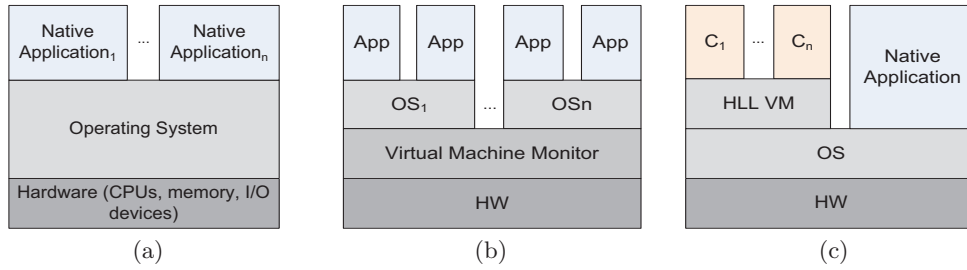 Native
Application₁
...
Native
Applicationₙ
Operating System
Hardware (CPUs, memory, I/O
devices)
(a)
App
App
App
App
OS₁
...
OSn
Virtual Machine Monitor
HW
(b)
C₁
...
Cₙ
Native
Application
HLL VM
OS
HW
(c)